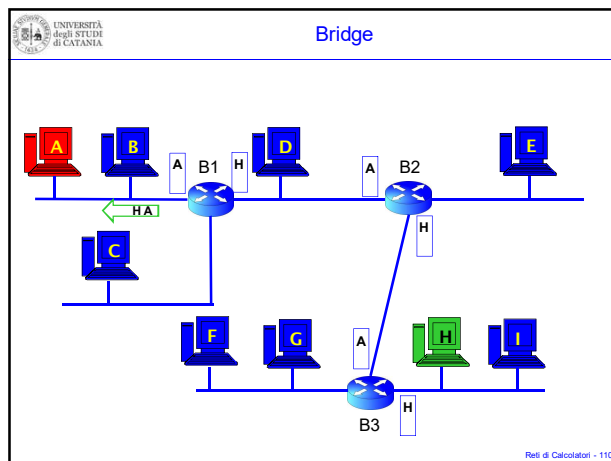 UNIVERSITÀ
degli STUDI
di CATANIA
Bridge
A
B
A
B1
H
D
A
B2
E
H A
H
C
F
G
A
H
I
B3
H
Reti di Calcolatori - 110